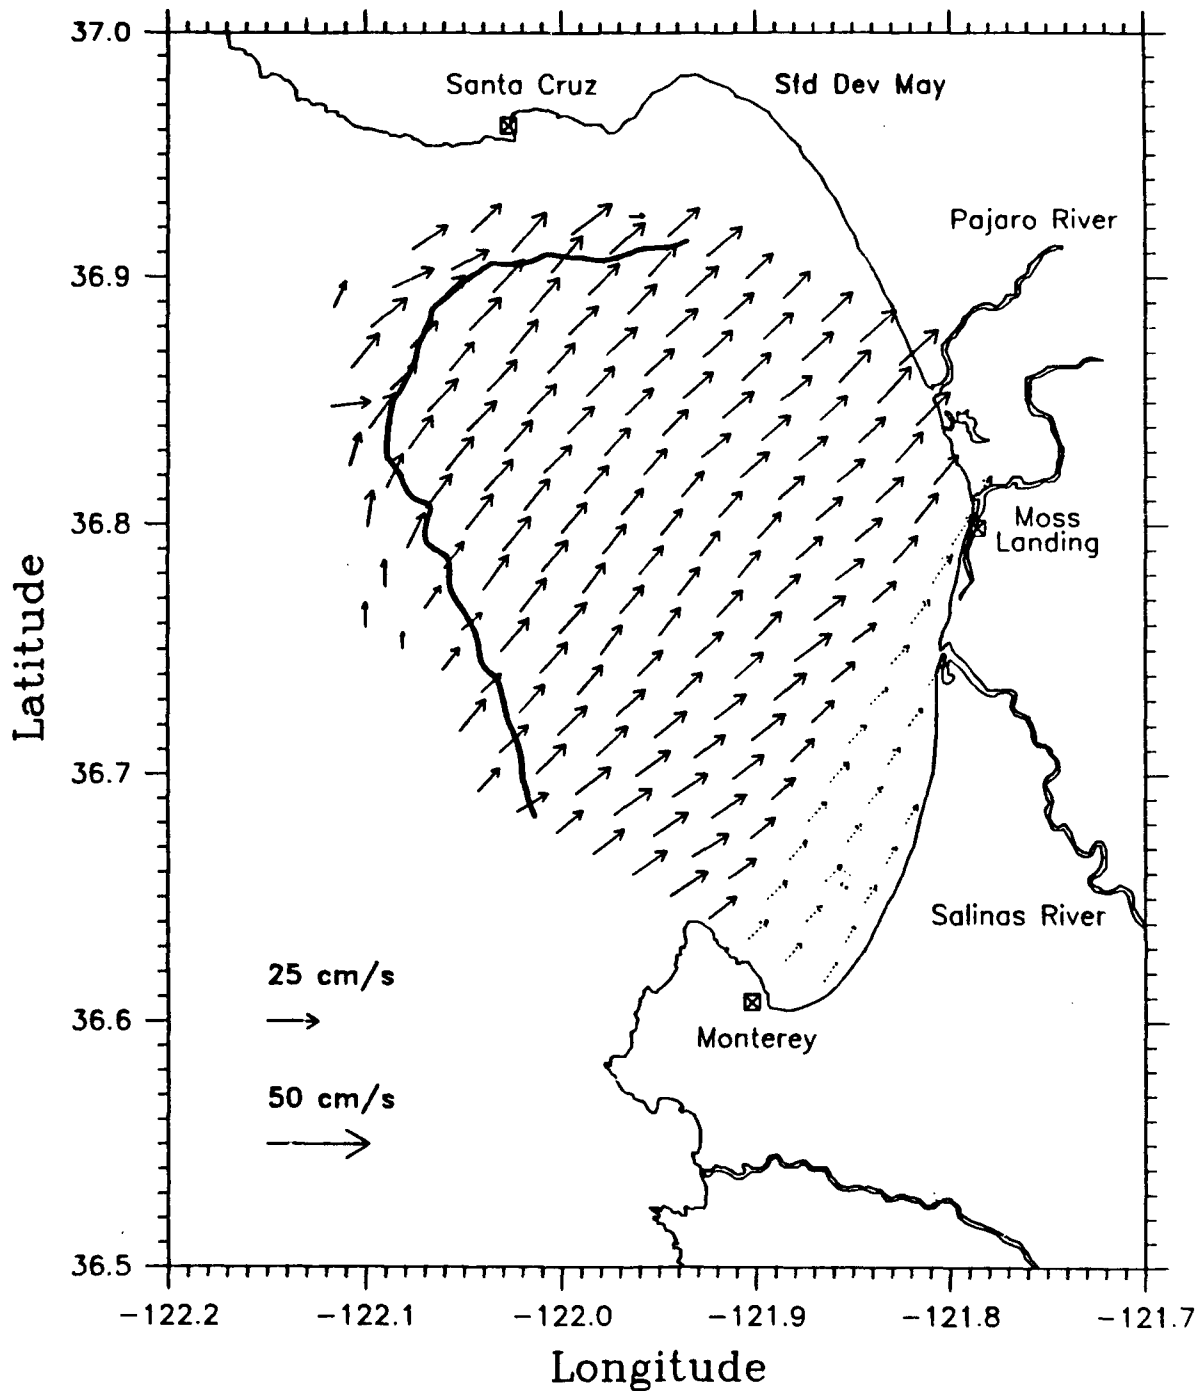 37.0
Santa Cruz
Std Dev May
Pajaro River
36.9
36.8
Moss
Landing
Latitude
36.7
Salinas River
25 cm/s
36.6
Monterey
50 cm/s
36.5
-122.2
-122.1
-122.0
-121.9
-121.8
-121.7
Longitude